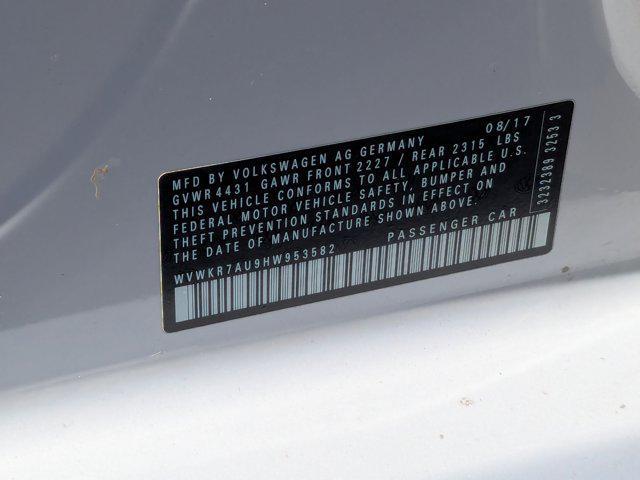 MFD BY VOLKSWAGEN AG GERMANY 08/17
GVWR 4431 GAWR FRONT 2227 / REAR 2315 LBS
THIS VEHICLE CONFORMS TO ALL APPLICABLE U.S.
FEDERAL MOTOR VEHICLE SAFETY, BUMPER AND
THEFT PREVENTION STANDARDS IN EFFECT ON
THE DATE OF MANUFACTURE SHOWN ABOVE.
WVWKR7AU9HW953582 PASSENGER CAR
3232389 3253 3